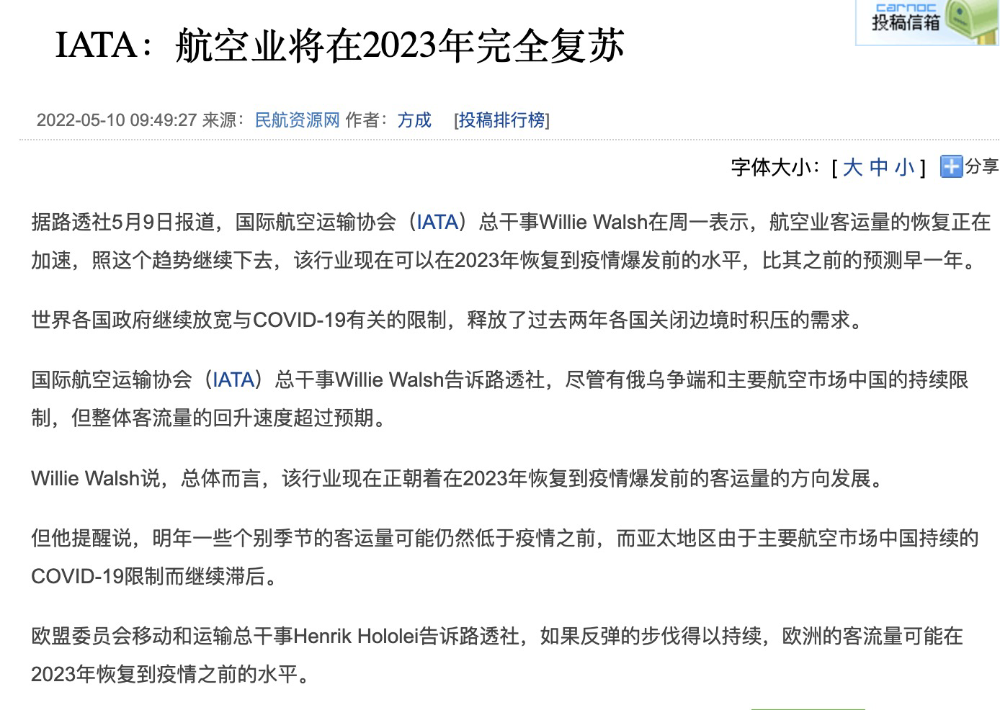 carnoc
投稿信箱
IATA：航空业将在2023年完全复苏
2022-05-10 09:49:27 来源：民航资源网 作者：方成 [投稿排行榜]
字体大小：[ 大 中 小 ] 分享
据路透社5月9日报道，国际航空运输协会（IATA）总干事Willie Walsh在周一表示，航空业客运量的恢复正在
加速，照这个趋势继续下去，该行业现在可以在2023年恢复到疫情爆发前的水平，比其之前的预测早一年。
世界各国政府继续放宽与COVID-19有关的限制，释放了过去两年各国关闭边境时积压的需求。
国际航空运输协会（IATA）总干事Willie Walsh告诉路透社，尽管有俄乌争端和主要航空市场中国的持续限
制，但整体客流量的回升速度超过预期。
Willie Walsh说，总体而言，该行业现在正朝着在2023年恢复到疫情爆发前的客运量的方向发展。
但他提醒说，明年一些个别季节的客运量可能仍然低于疫情之前，而亚太地区由于主要航空市场中国持续的
COVID-19限制而继续滞后。
欧盟委员会移动和运输总干事Henrik Hololei告诉路透社，如果反弹的步伐得以持续，欧洲的客流量可能在
2023年恢复到疫情之前的水平。